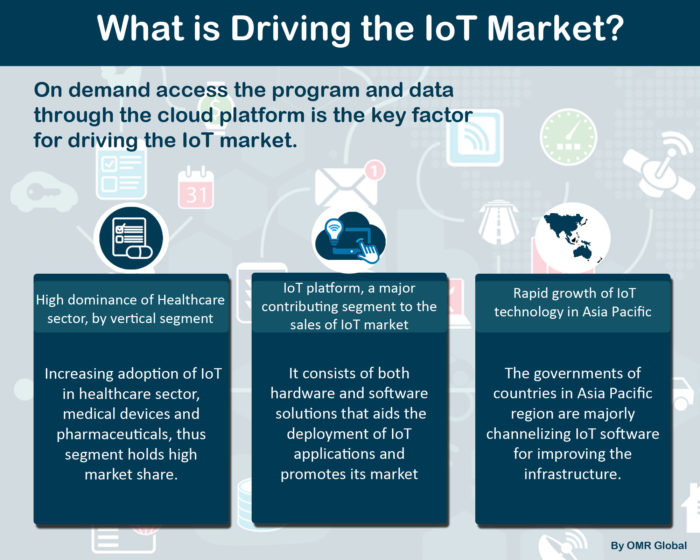 What is Driving the IoT Market?
On demand access the program and data
through the cloud platform is the key factor
for driving the IoT market.
31
1
High dominance of Healthcare
sector, by vertical segment
Increasing adoption of IoT
in healthcare sector,
medical devices and
pharmaceuticals, thus
segment holds high
market share.
IoT platform, a major
contributing segment to the
sales of IoT market
It consists of both
hardware and software
solutions that aids the
deployment of IoT
applications and
promotes its market
Rapid growth of IoT
technology in Asia Pacific
The governments of
countries in Asia Pacific
region are majorly
channelizing IoT software
for improving the
infrastructure.
By OMR Global